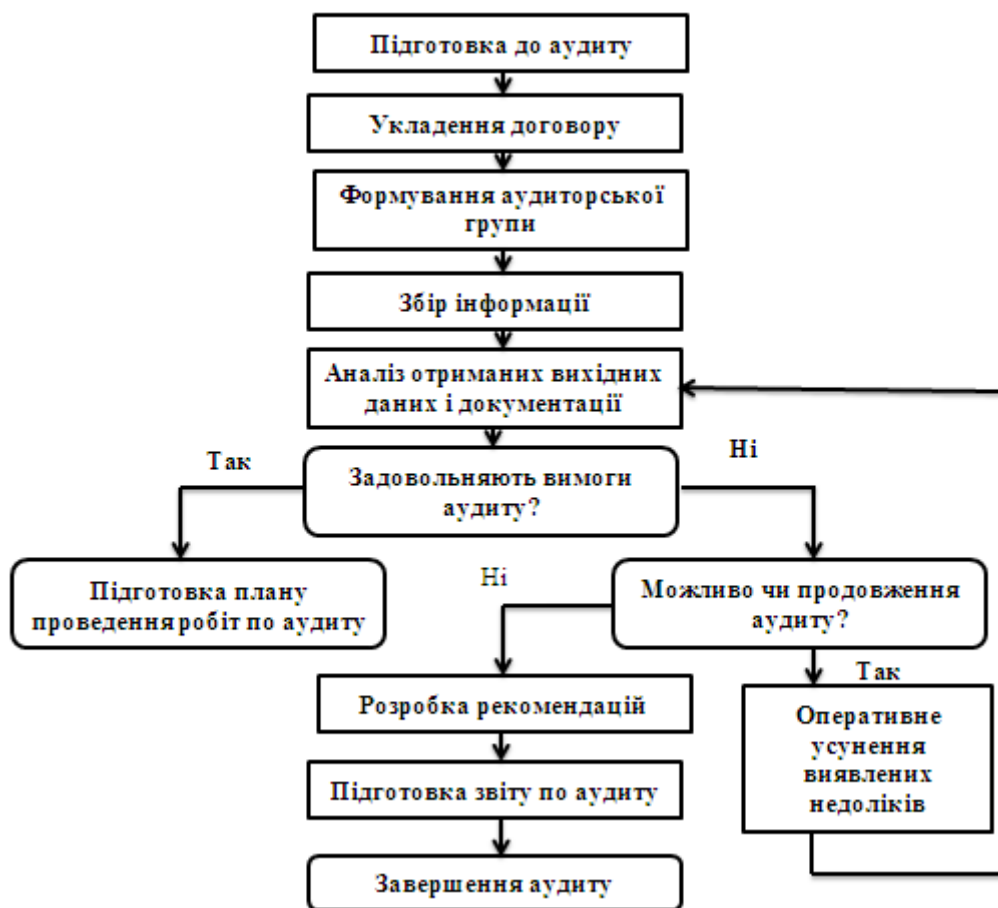 Підготовка до аудиту
Укладення договору
Формування аудиторської
групи
Збір інформації
Аналіз отриманих вихідних
даних і документації
Задовольняють вимоги
аудиту?
Так
Ні
Підготовка плану
проведення робіт по аудиту
Можливо чи продовження
аудиту?
Ні
Так
Розробка рекомендацій
Підготовка звіту по аудиту
Завершення аудиту
Оперативне
усунення
виявлених
недоліків